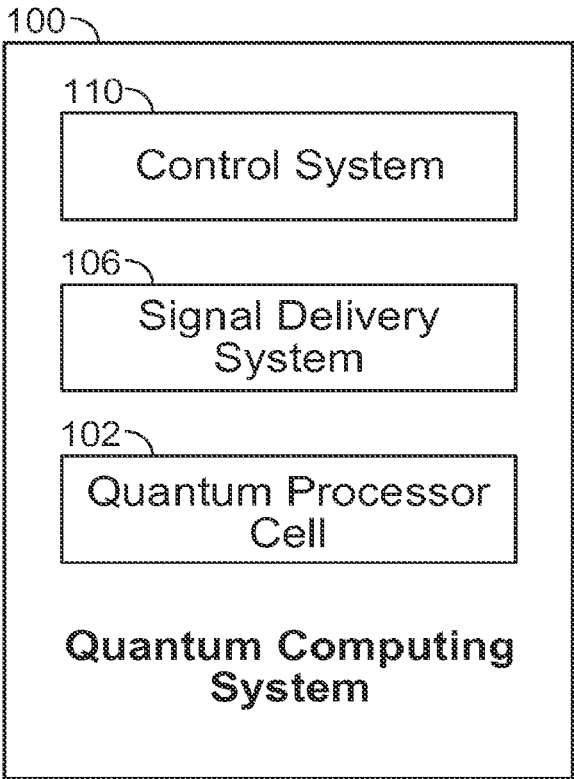 100
110
Control System
106
Signal Delivery
System
102
Quantum Processor
Cell
Quantum Computing
System